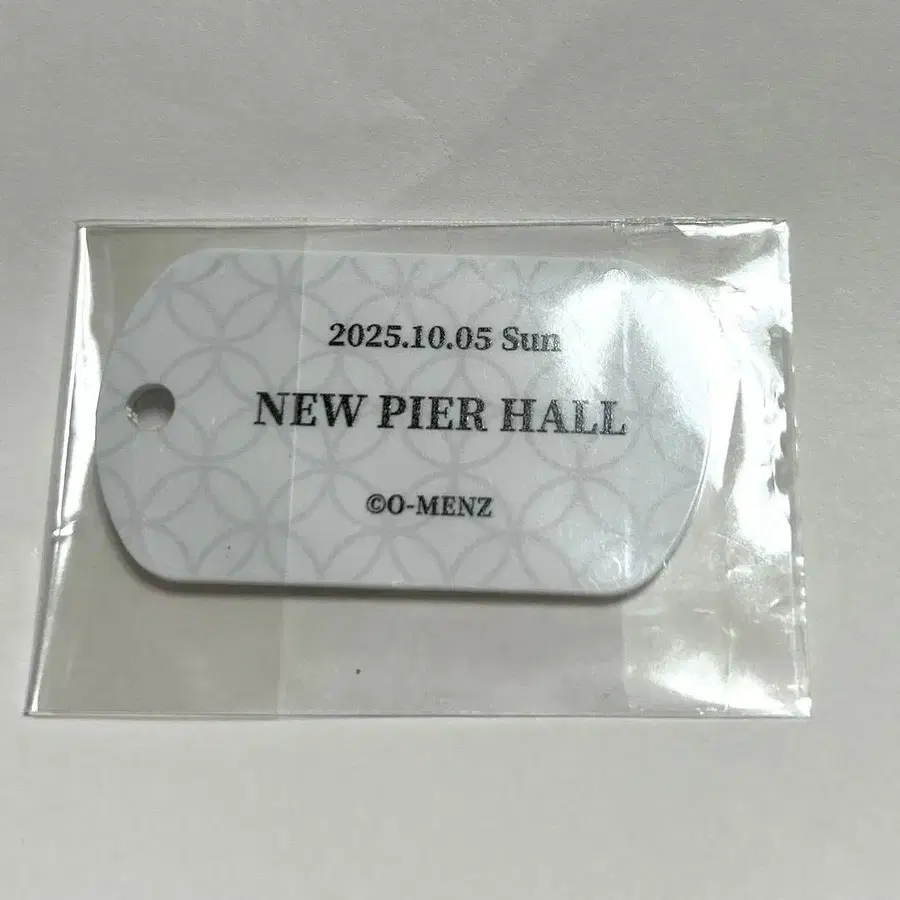 2025.10.05 Sun
NEW PIER HALL
©O-MENZ